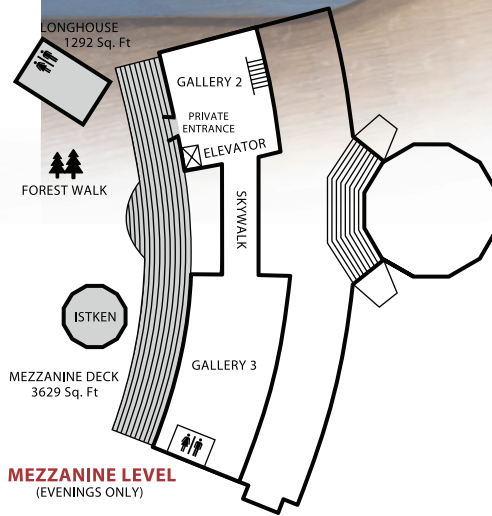 LONGHOUSE
1292 Sq. Ft
GALLERY 2
PRIVATE
ENTRANCE
ELEVATOR
FOREST WALK
SKYWALK
ISTKEN
GALLERY 3
MEZZANINE DECK
3629 Sq. Ft
MEZZANINE LEVEL
(EVENINGS ONLY)